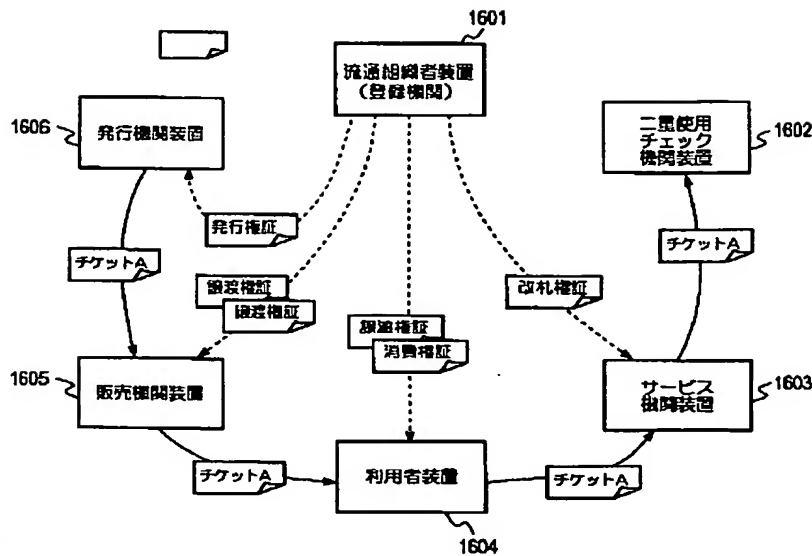 1601
流通組織者装置
（登録機関）
1606
発行機関装置
二重使用
チェック
機関装置
1602
発行権証
チケットA
チケットA
譲渡権証
譲渡権証
改札権証
譲渡権証
消費権証
1605
販売機関装置
サービス
機関装置
1603
チケットA
利用者装置
チケットA
1604